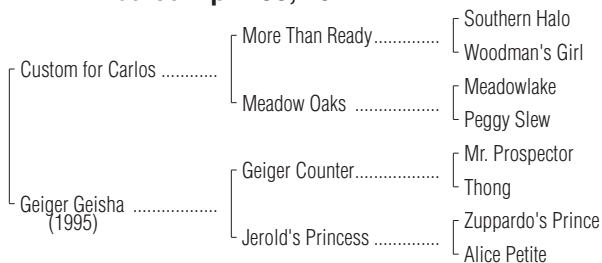 Southern Halo
More Than Ready..............
Woodman's Girl
Custom for Carlos ............
Meadowlake
Meadow Oaks ..................
Peggy Slew
Mr. Prospector
Geiger Counter..................
Thong
Geiger Geisha ..................
(1995)
Zuppardo's Prince
Jerold's Princess ..............
Alice Petite